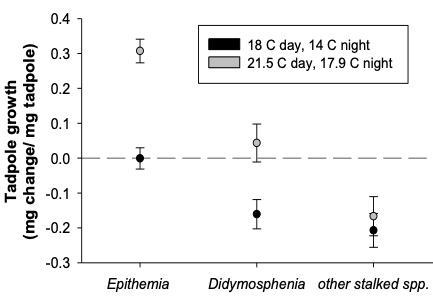 Tadpole growth
(mg change/ mg tadpole)
0.4
0.3
0.2
0.1
0.0
-0.1
-0.2
-0.3
18 C day, 14 C night
21.5 C day, 17.9 C night
Epithemia
Didymosphenia
other stalked spp.